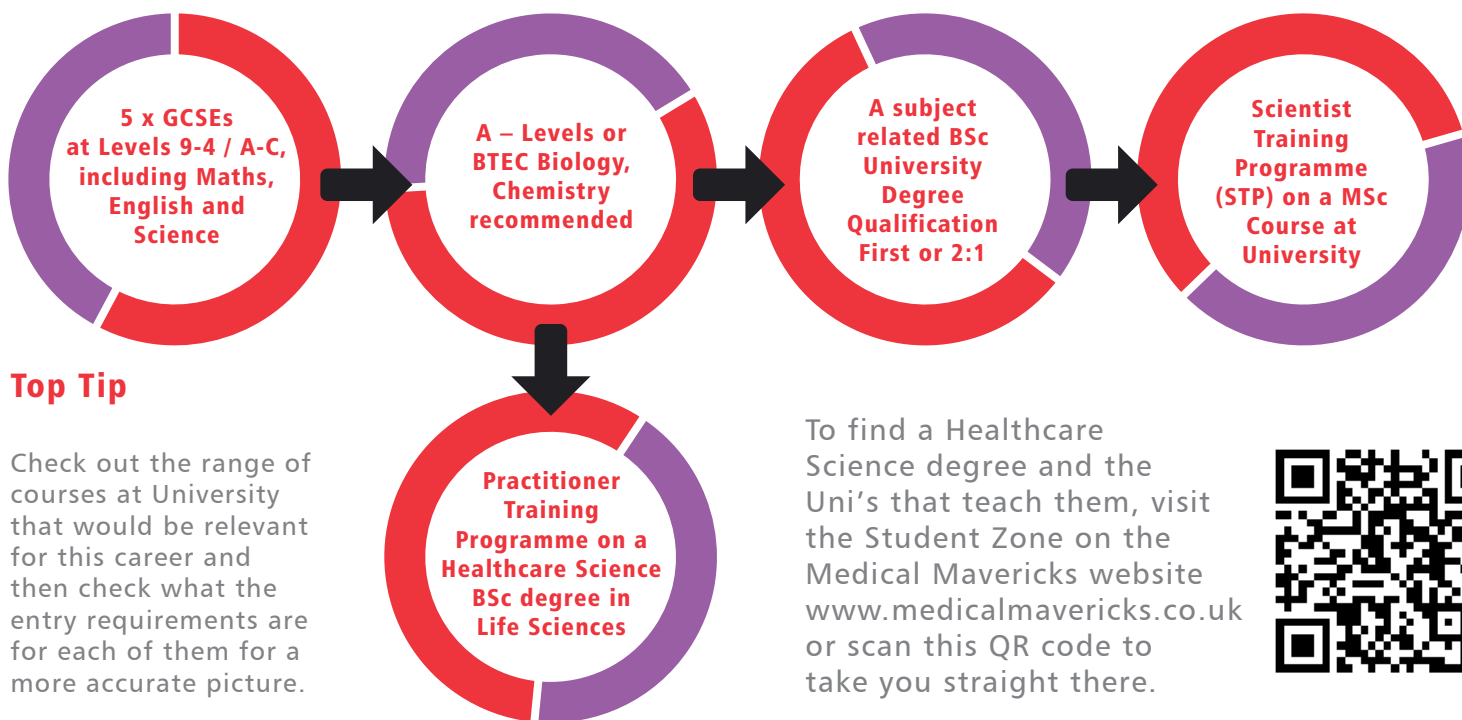 5 x GCSEs
at Levels 9-4 / A-C,
including Maths,
English and
Science
A – Levels or
BTEC Biology,
Chemistry
recommended
A subject
related BSc
University
Degree
Qualification
First or 2:1
Scientist
Training
Programme
(STP) on a MSc
Course at
University
Top Tip
Check out the range of
courses at University
that would be relevant
for this career and
then check what the
entry requirements are
for each of them for a
more accurate picture.
Practitioner
Training
Programme on a
Healthcare Science
BSc degree in
Life Sciences
To find a Healthcare
Science degree and the
Uni's that teach them, visit
the Student Zone on the
Medical Mavericks website
www.medicalmavericks.co.uk
or scan this QR code to
take you straight there.